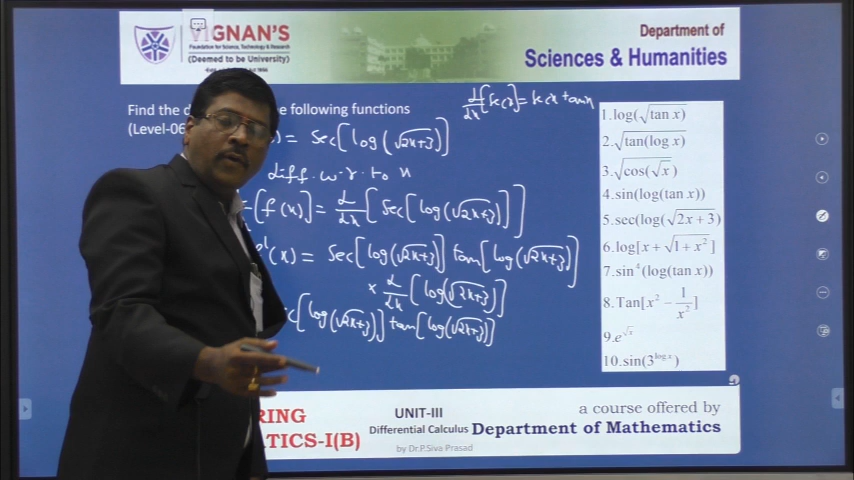 VIGNAN'S
Foundation for Science, Technology & Research
(Deemed to be University)
Department of
Sciences & Humanities
Find the d e following functions
(Level-06
d/dx[sec x] = sec x tan x
) = Sec[log(√2x+3)]
diff. w.r. to x
[f(x)] = d/dx[Sec[log(√2x+3)]]
'(x) = Sec[log(√2x+3)] tan[log(√2x+3)]
x d/dx[log(√2x+3)]
c[log(√2x+3)] tan[log(√2x+3)]
1.log(√tan x)
2.√tan(log x)
3.√cos(√x)
4.sin(log(tan x))
5.sec(log(√2x + 3)
6.log[x + √1 + x²]
7.sin⁴(log(tan x))
8.Tan[x² − 1/x²]
9.e^√x
10.sin(3^log x)
RING
TICS-I(B)
UNIT-III
Differential Calculus
by Dr.P.Siva Prasad
a course offered by
Department of Mathematics